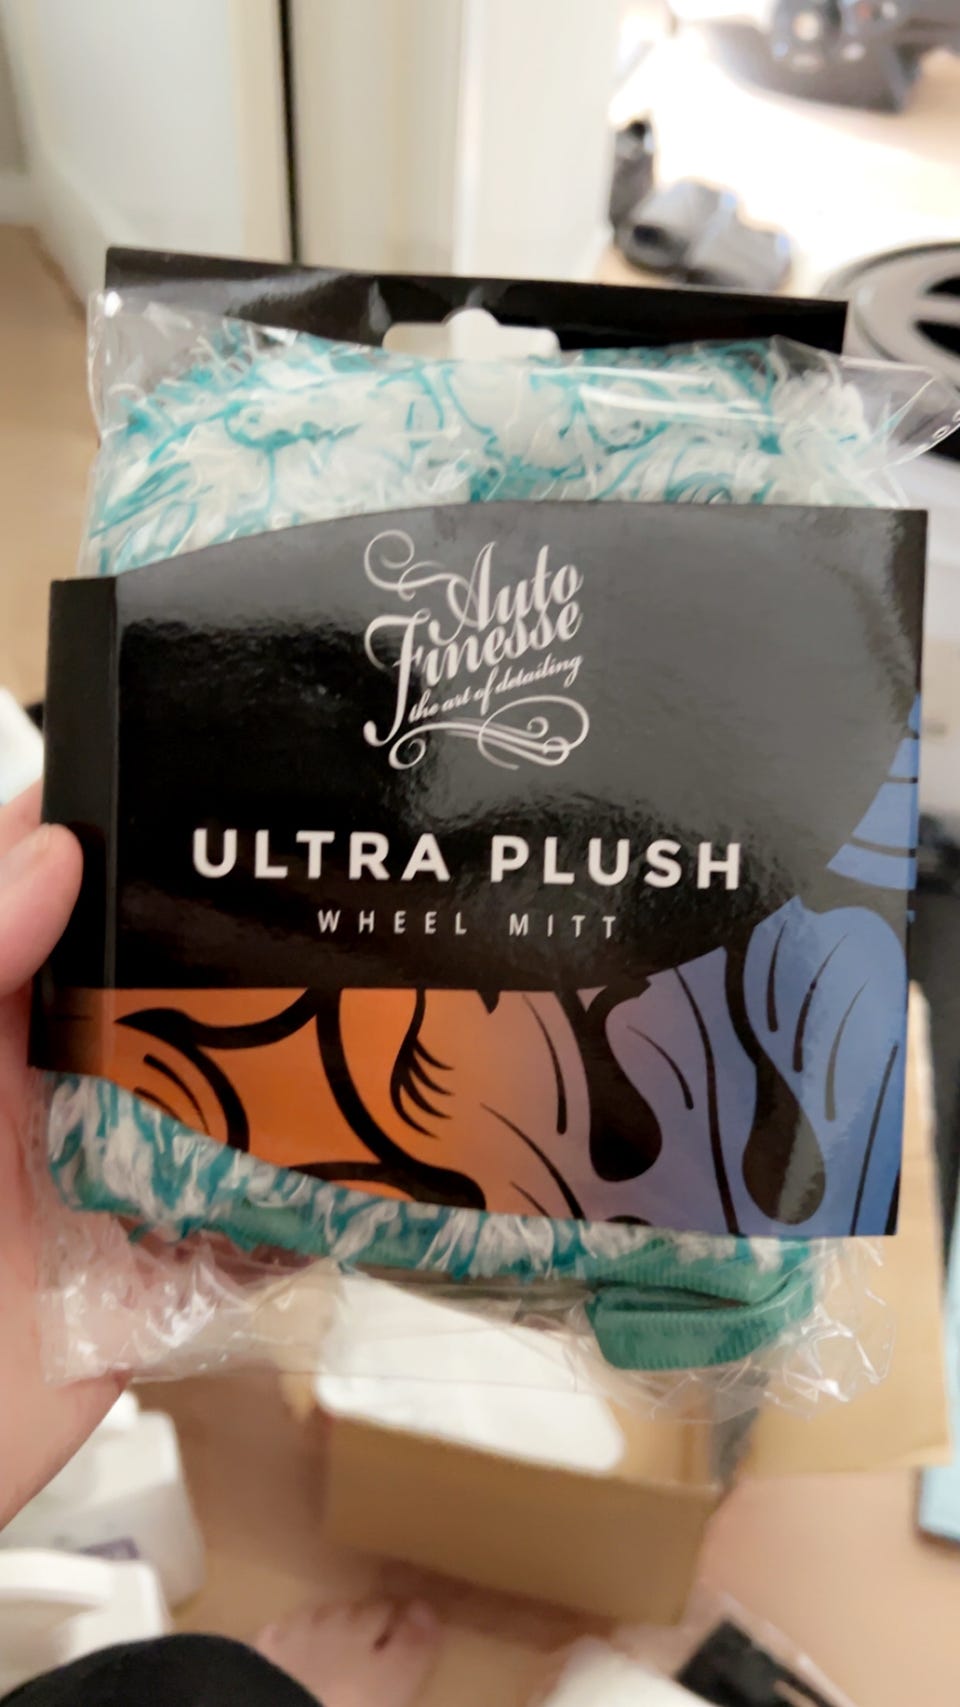 Auto
Finesse
the art of detailing
ULTRA PLUSH
WHEEL MITT